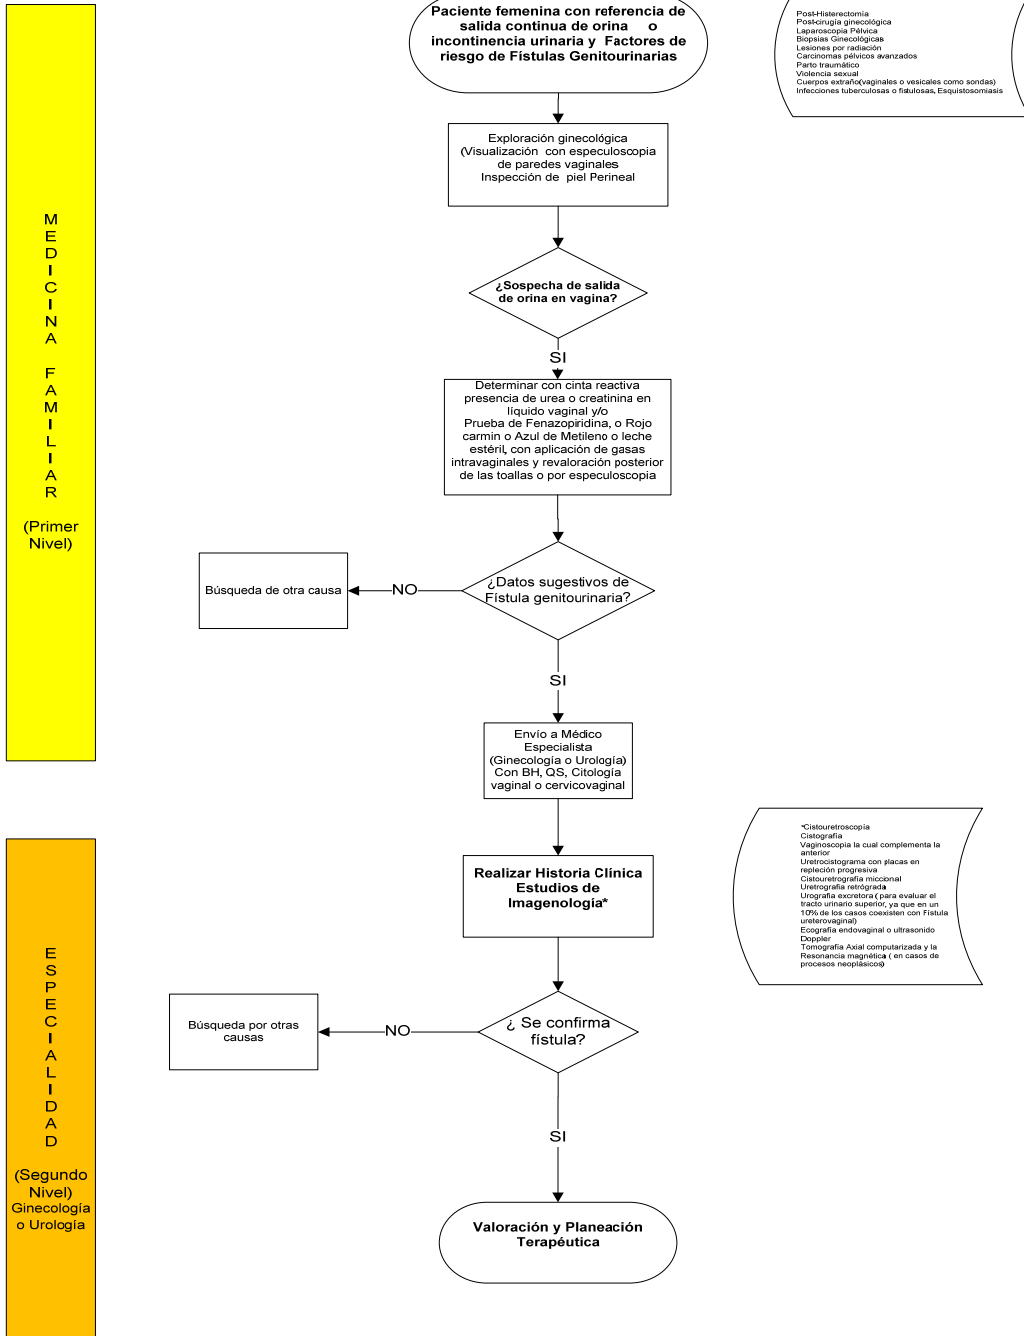 Paciente femenina con referencia de
salida continua de orina o
incontinencia urinaria y Factores de
riesgo de Fístulas Genitourinarias
Post-Histerectomía
Post-cirugía ginecológica
Laparoscopia Pélvica
Biopsias Ginecológicas
Lesiones por radiación
Carcinomas pélvicos avanzados
Parto traumático
Violencia sexual
Cuerpos extraño(vaginales o vesicales como sondas)
Infecciones tuberculosas o fistulosas, Esquistosomiasis
Exploración ginecológica
(Visualización con especuloscopia
de paredes vaginales
Inspección de piel Perineal
¿Sospecha de salida
de orina en vagina?
SI
Determinar con cinta reactiva
presencia de urea o creatinina en
líquido vaginal y/o
Prueba de Fenazopiridina, o Rojo
carmin o Azul de Metileno o leche
estéril, con aplicación de gasas
intravaginales y revaloración posterior
de las toallas o por especuloscopia
¿Datos sugestivos de
Fístula genitourinaria?
NO
Búsqueda de otra causa
SI
Envío a Médico
Especialista
(Ginecología o Urología)
Con BH, QS, Citología
vaginal o cervicovaginal
MEDICINA FAMILIAR
(Primer
Nivel)
Realizar Historia Clínica
Estudios de
Imagenología*
*Cistouretroscopía
Cistografía
Vaginoscopia la cual complementa la
anterior
Uretrocistograma con placas en
repleción progresiva
Cistouretrografía miccional
Uretrografía retrógrada
Urografía excretora ( para evaluar el
tracto urinario superior, ya que en un
10% de los casos coexisten con Fístula
ureterovaginal)
Ecografía endovaginal o ultrasonido
Doppler
Tomografía Axial computarizada y la
Resonancia magnética ( en casos de
procesos neoplásicos)
¿ Se confirma
fístula?
NO
Búsqueda por otras
causas
SI
Valoración y Planeación
Terapéutica
ESPECIALIDAD
(Segundo
Nivel)
Ginecología
o Urología